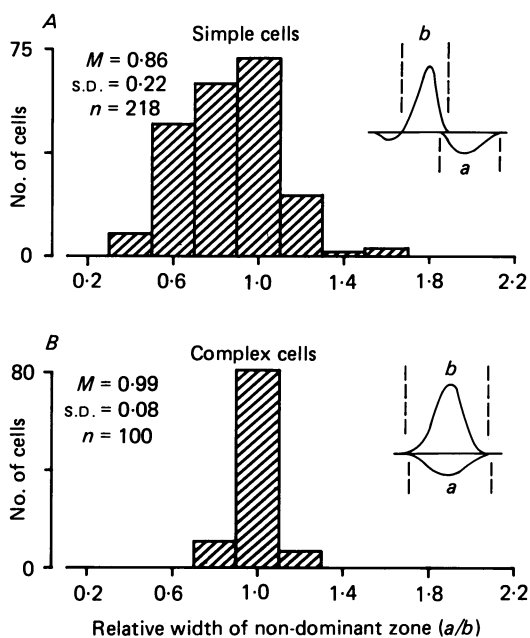 A
Simple cells
75
M = 0·86
S.D. = 0·22
n = 218
b
a
No. of cells
0
0·2 0·6 1·0 1·4 1·8 2·2
B
Complex cells
80
M = 0·99
S.D. = 0·08
n = 100
b
a
No. of cells
0
0·2 0·6 1·0 1·4 1·8 2·2
Relative width of non-dominant zone (a/b)